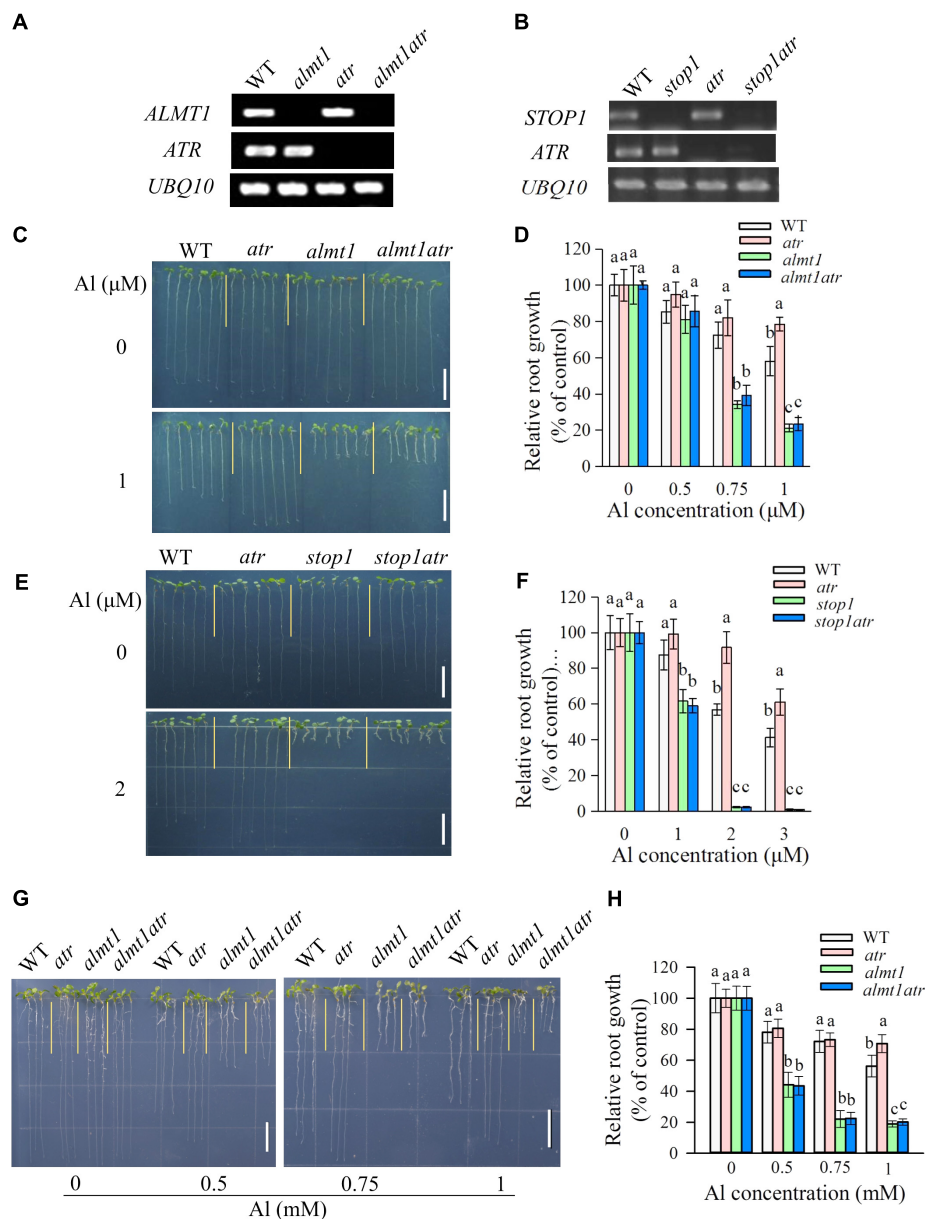 A
B
WT almt1 atr almt1atr
WT stop1 atr stop1atr
ALMT1
ATR
UBQ10
STOP1
ATR
UBQ10
C
WT atr almt1 almt1atr
Al (μM)
0
1
D
WT
atr
almt1
almt1atr
Relative root growth
(% of control)
120
100
80
60
40
20
0
a a a a
a a a a
a a b b
b a c c
0 0.5 0.75 1
Al concentration (μM)
E
WT atr stop1 stop1atr
Al (μM)
0
2
F
WT
atr
stop1
stop1atr
Relative root growth
(% of control)...
120
100
80
60
40
20
0
a a a a
a a b b
b a c c
b a c c
0 1 2 3
Al concentration (μM)
G
WT atr almt1 almt1atr WT atr almt1 almt1atr WT atr almt1 almt1atr WT atr almt1 almt1atr
0 0.5 0.75 1
Al (mM)
H
WT
atr
almt1
almt1atr
Relative root gowth
(% of control)
120
100
80
60
40
20
0
a a a a
a a b b
a a b b
b a c c
0 0.5 0.75 1
Al concentration (mM)